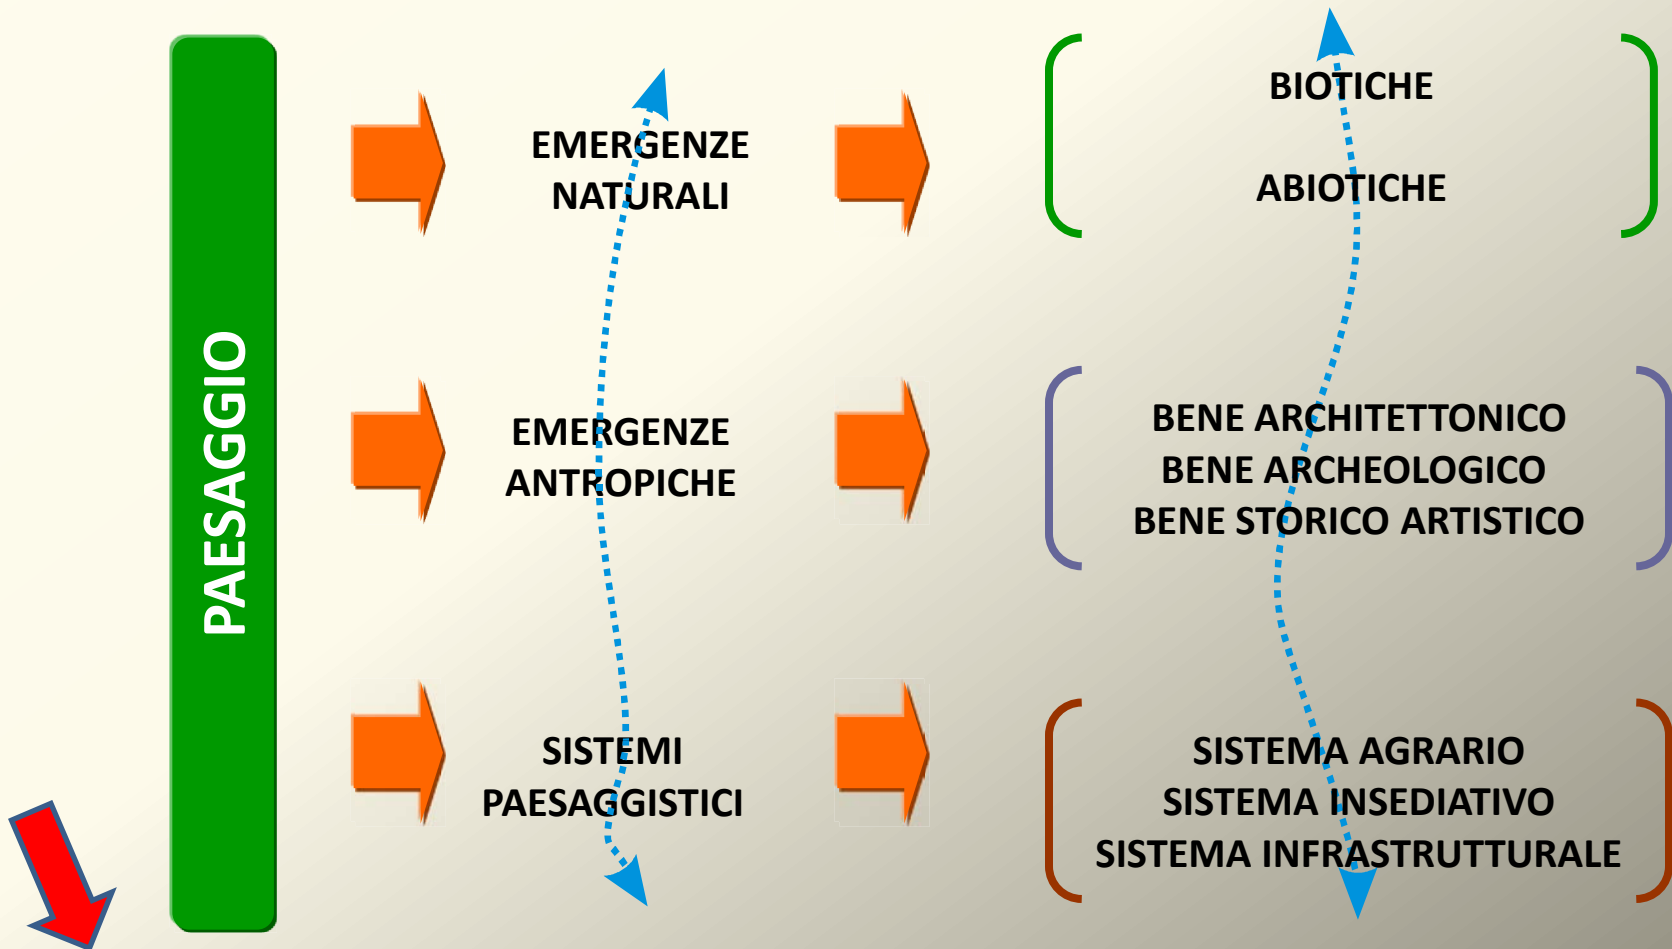 PAESAGGIO
EMERGENZE
NATURALI
BIOTICHE
ABIOTICHE
EMERGENZE
ANTROPICHE
BENE ARCHITETTONICO
BENE ARCHEOLOGICO
BENE STORICO ARTISTICO
SISTEMI
PAESAGGISTICI
SISTEMA AGRARIO
SISTEMA INSEDIATIVO
SISTEMA INFRASTRUTTURALE